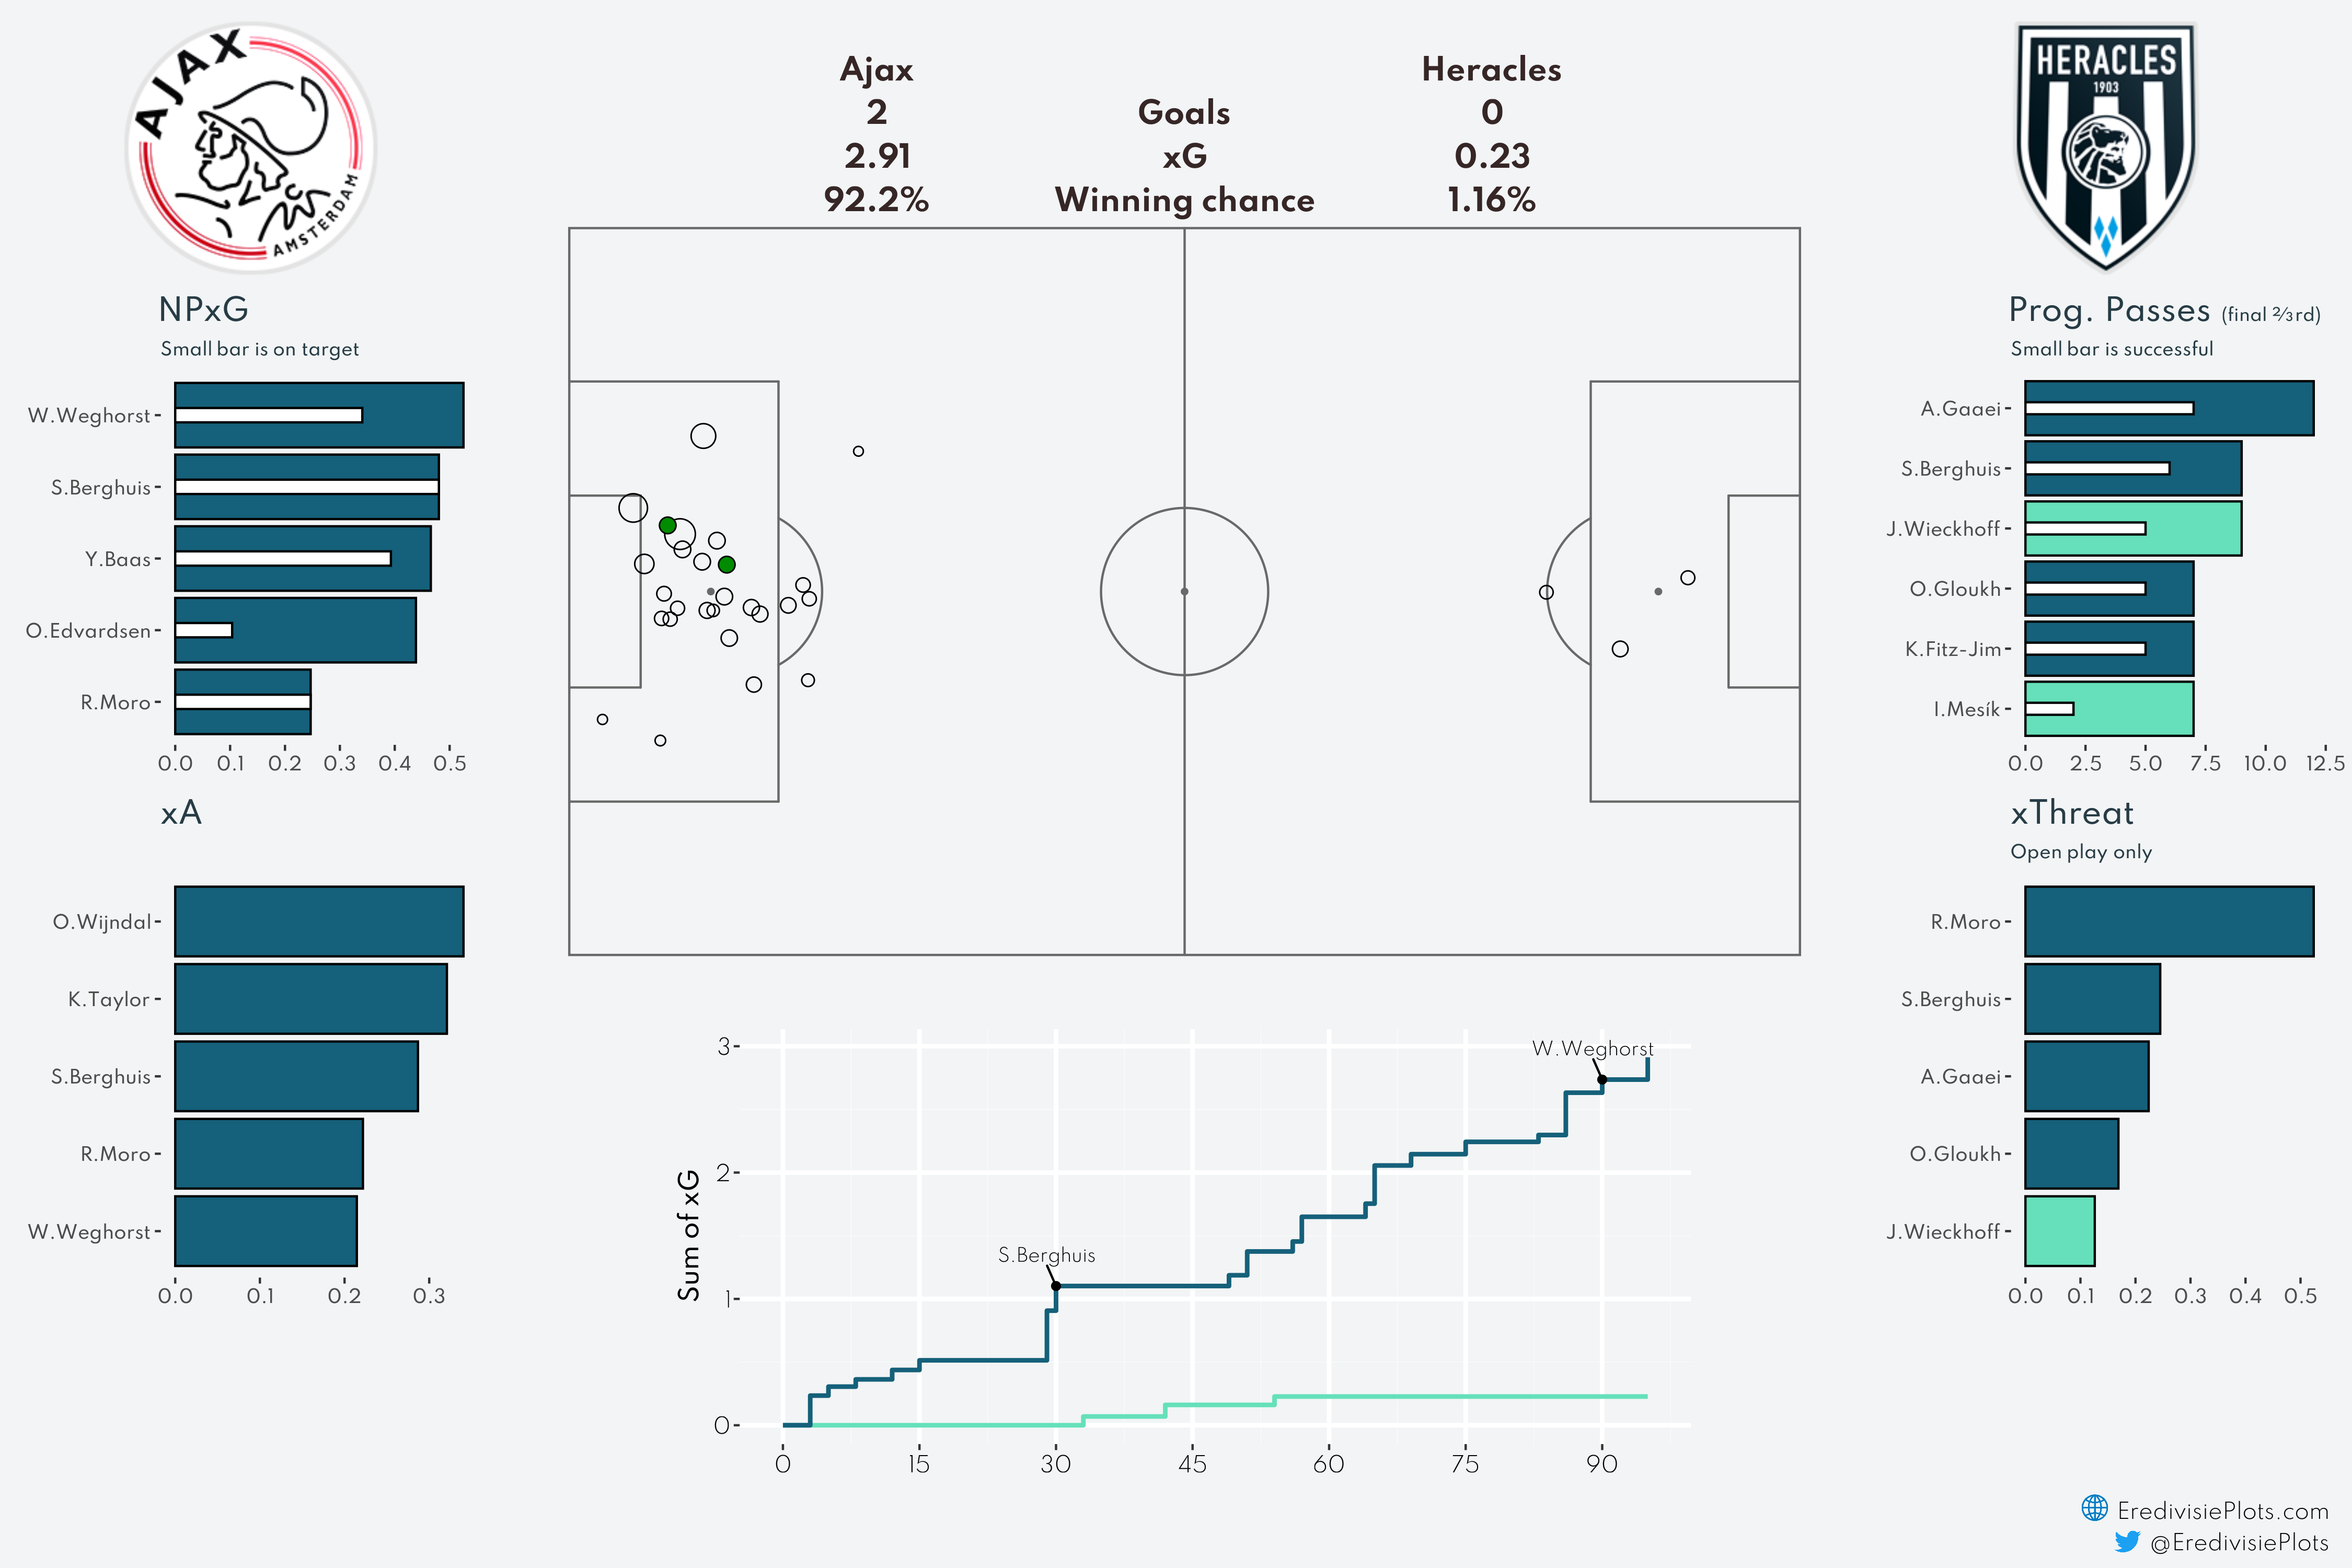 AJAX
AMSTERDAM
HERACLES
1903
Ajax Heracles
2 Goals 0
2.91 xG 0.23
92.2% Winning chance 1.16%
NPxG
Small bar is on target
W.Weghorst
S.Berghuis
Y.Baas
O.Edvardsen
R.Moro
0.0 0.1 0.2 0.3 0.4 0.5
xA
O.Wijndal
K.Taylor
S.Berghuis
R.Moro
W.Weghorst
0.0 0.1 0.2 0.3
3
2
1
0
Sum of xG
S.Berghuis
W.Weghorst
0 15 30 45 60 75 90
Prog. Passes (final ⅔rd)
Small bar is successful
A.Gaaei
S.Berghuis
J.Wieckhoff
O.Gloukh
K.Fitz-Jim
I.Mesík
0.0 2.5 5.0 7.5 10.0 12.5
xThreat
Open play only
R.Moro
S.Berghuis
A.Gaaei
O.Gloukh
J.Wieckhoff
0.0 0.1 0.2 0.3 0.4 0.5
EredivisiePlots.com
@EredivisiePlots